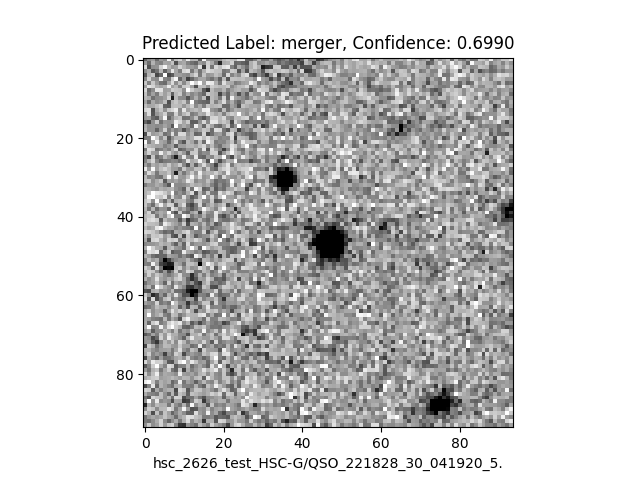 Predicted Label: merger, Confidence: 0.6990
0
20
40
60
80
0 20 40 60 80
hsc_2626_test_HSC-G/QSO_221828_30_041920_5.